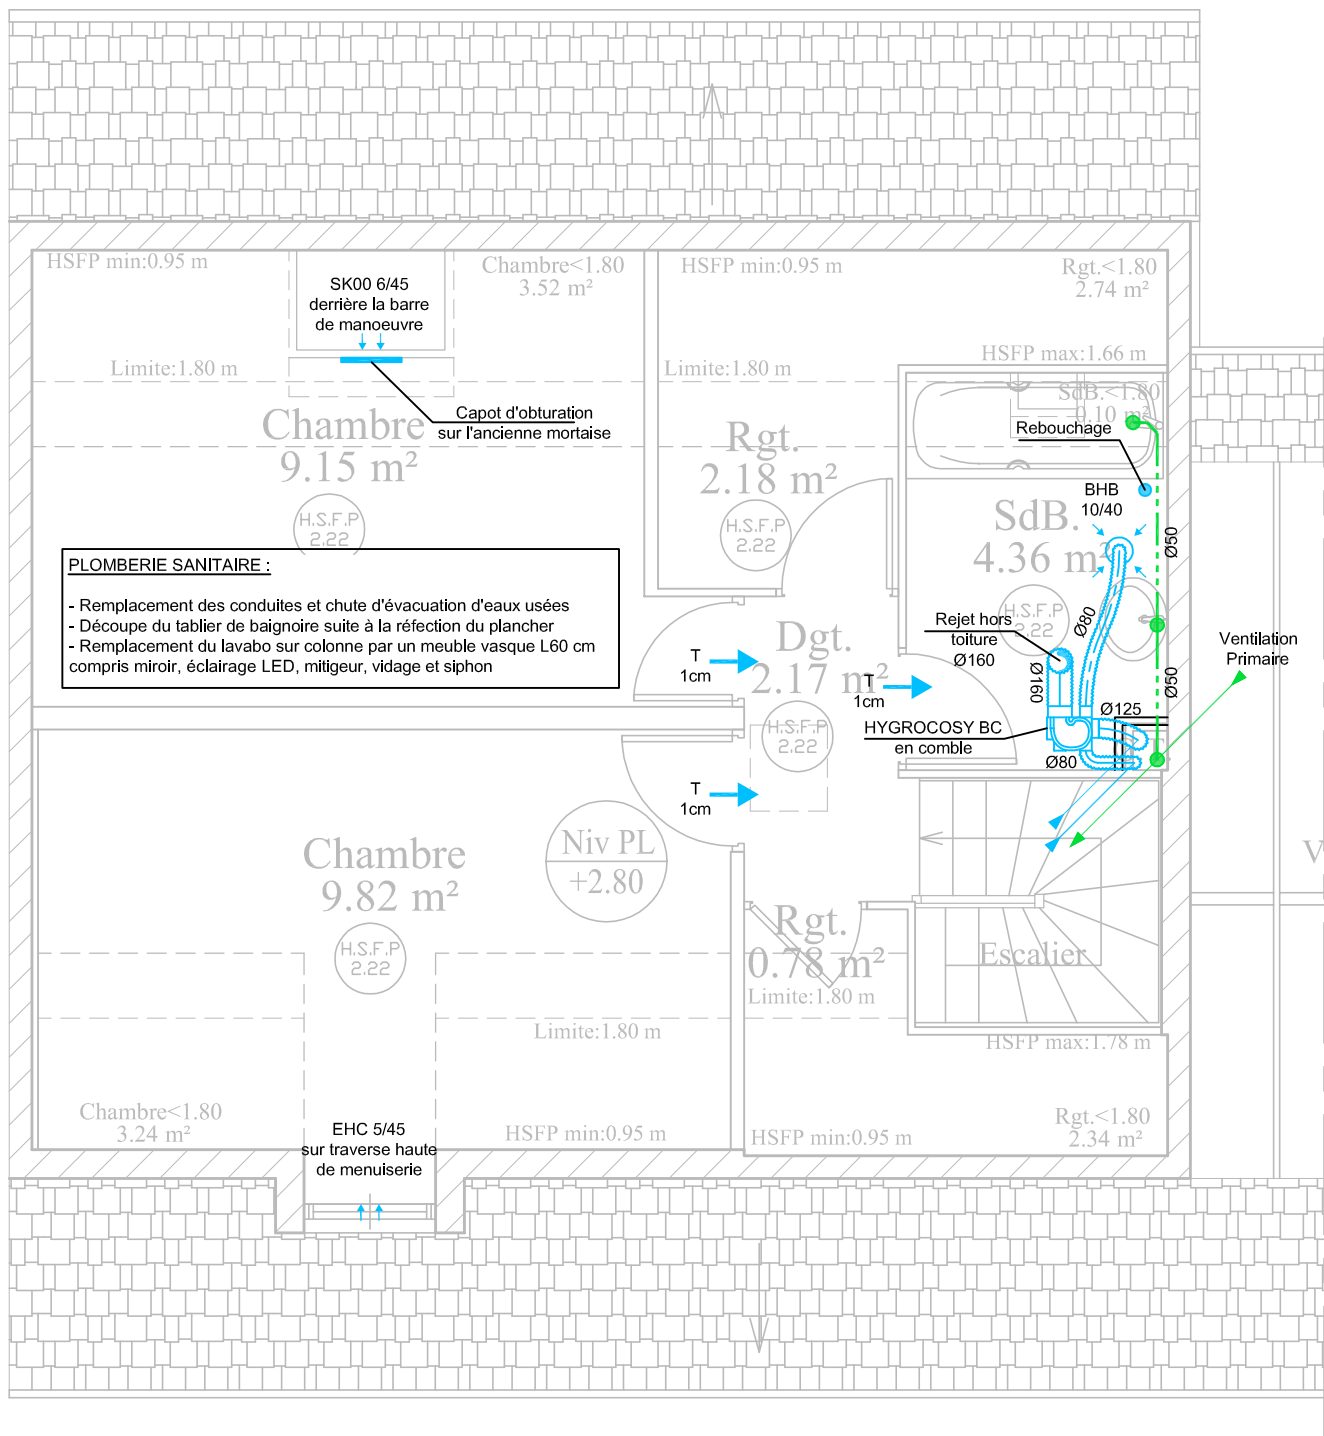 HSFP min:0.95 m
SK00 6/45
derrière la barre
de manoeuvre
Chambre<1.80
3.52 m²
HSFP min:0.95 m
Rgt.<1.80
2.74 m²
Limite:1.80 m
Limite:1.80 m
HSFP max:1.66 m
SdB.<1.80
0.10 m²
Capot d'obturation
sur l'ancienne mortaise
Chambre
9.15 m²
H.S.F.P
2.22
Rgt.
2.18 m²
H.S.F.P
2.22
Rebouchage
BHB
10/40
SdB.
4.36 m²
H.S.F.P
2.22
Ø50
Ø80
PLOMBERIE SANITAIRE :
- Remplacement des conduites et chute d'évacuation d'eaux usées
- Découpe du tablier de baignoire suite à la réfection du plancher
- Remplacement du lavabo sur colonne par un meuble vasque L60 cm
compris miroir, éclairage LED, mitigeur, vidage et siphon
T
1cm
Dgt.
2.17 m²
H.S.F.P
2.22
T
1cm
Rejet hors
toiture
Ø160
Ø160
Ø50
Ventilation
Primaire
Ø125
HYGROCOSY BC
en comble
Ø80
T
1cm
Chambre
9.82 m²
H.S.F.P
2.22
Niv PL
+2.80
V
Rgt.
0.78 m²
Limite:1.80 m
Escalier
Limite:1.80 m
HSFP max:1.78 m
Chambre<1.80
3.24 m²
EHC 5/45
sur traverse haute
de menuiserie
HSFP min:0.95 m
HSFP min:0.95 m
Rgt.<1.80
2.34 m²